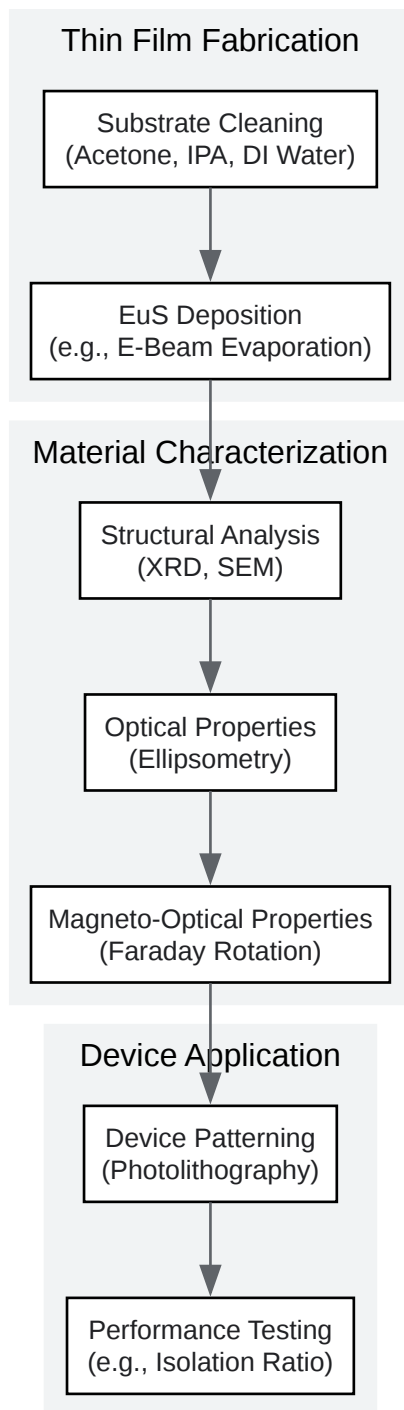 Thin Film Fabrication
Substrate Cleaning
(Acetone, IPA, DI Water)
EuS Deposition
(e.g., E-Beam Evaporation)
Material Characterization
Structural Analysis
(XRD, SEM)
Optical Properties
(Ellipsometry)
Magneto-Optical Properties
(Faraday Rotation)
Device Application
Device Patterning
(Photolithography)
Performance Testing
(e.g., Isolation Ratio)